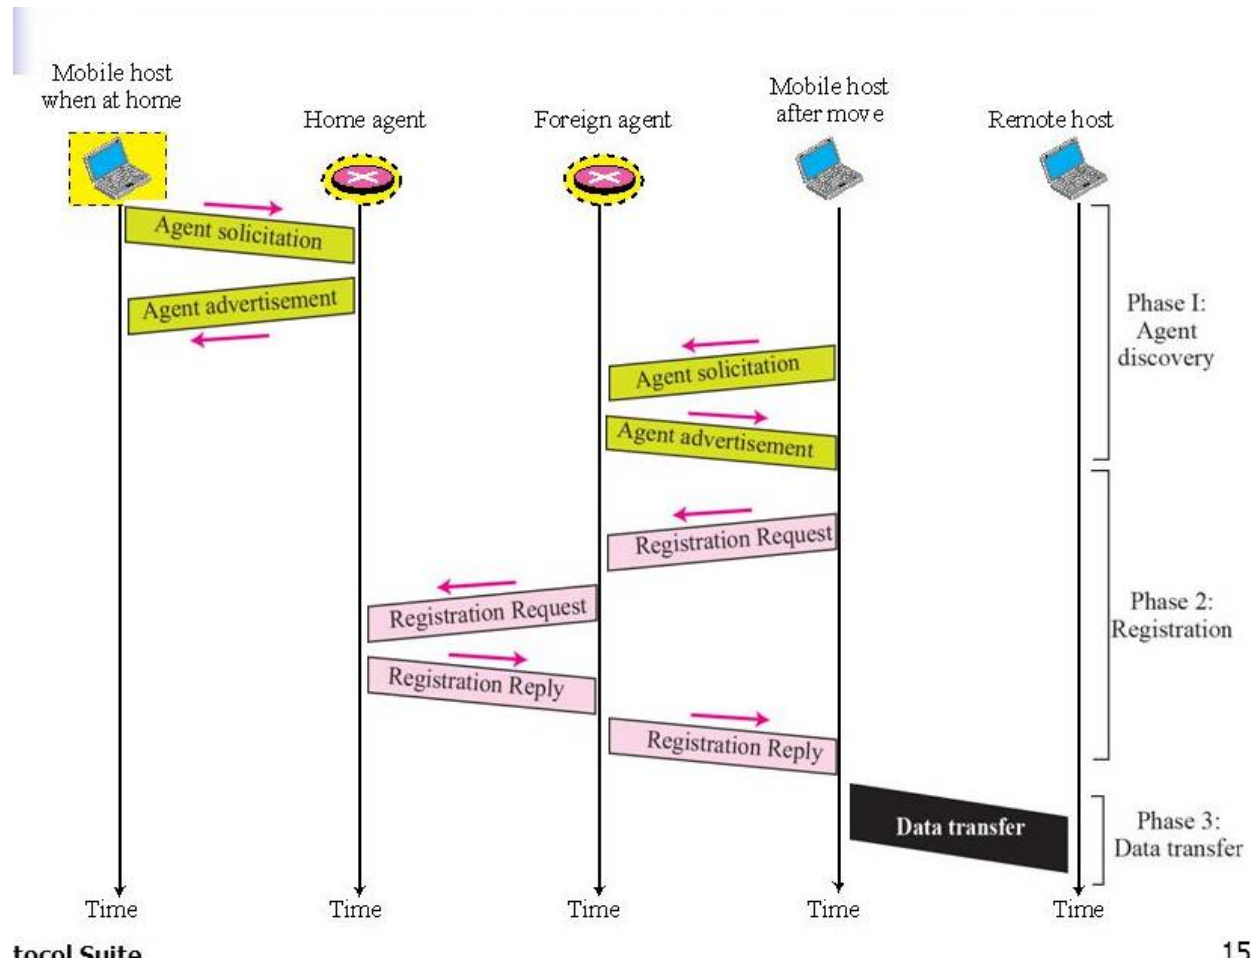 Mobile host
when at home
Home agent
Foreign agent
Mobile host
after move
Remote host
Agent solicitation
Agent advertisement
Agent solicitation
Agent advertisement
Phase I:
Agent
discovery
Registration Request
Registration Request
Registration Reply
Registration Reply
Phase 2:
Registration
Data transfer
Phase 3:
Data transfer
Time
Time
Time
Time
Time
tocol Suite
15